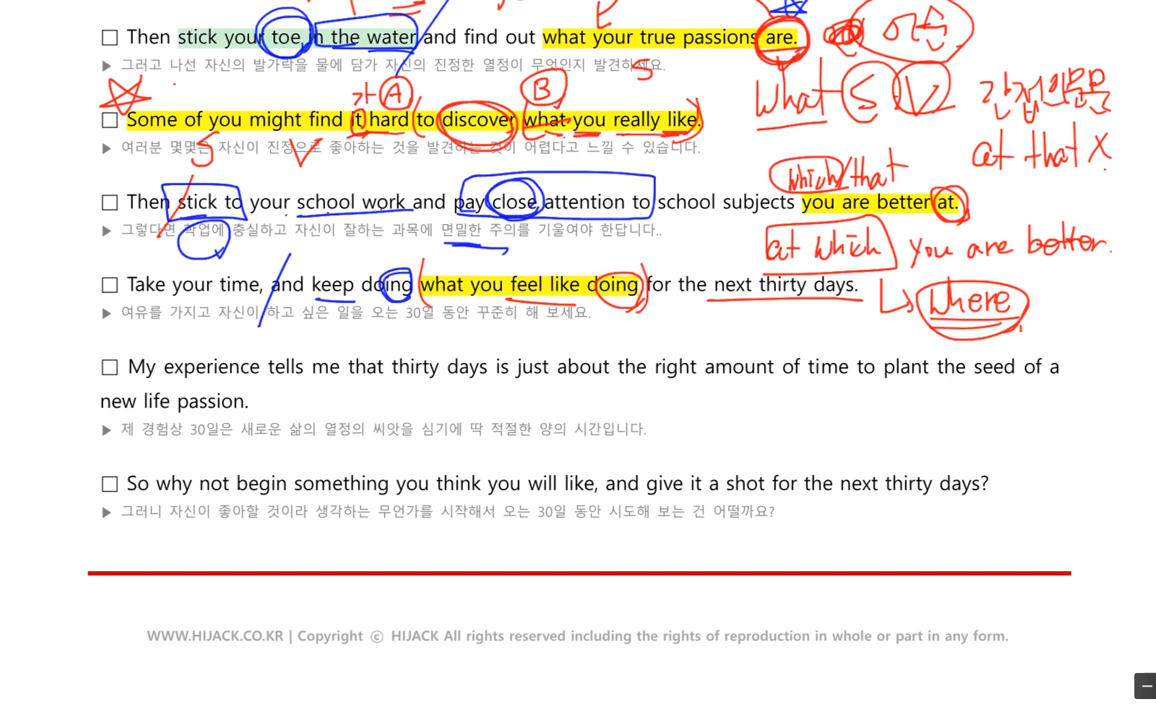 □ Then stick your toe, in the water and find out what your true passions are.
어순
▶ 그러고 나선 자신의 발가락을 물에 담가 자신의 진정한 열정이 무엇인지 발견하세요.
S
What S V 간접의문문
가 A
B
□ Some of you might find it hard to discover what you really like.
▶ 여러분 몇몇은 자신이 진정으로 좋아하는 것을 발견하는 것이 어렵다고 느낄 수 있습니다.
S V
at that X
which/that
□ Then stick to your school work and pay close attention to school subjects you are better at.
▶ 그렇다면 학업에 충실하고 자신이 잘하는 과목에 면밀한 주의를 기울여야 한답니다..
at which you are better.
□ Take your time, and keep doing what you feel like doing for the next thirty days.
where
▶ 여유를 가지고 자신이 하고 싶은 일을 오는 30일 동안 꾸준히 해 보세요.
□ My experience tells me that thirty days is just about the right amount of time to plant the seed of a
new life passion.
▶ 제 경험상 30일은 새로운 삶의 열정의 씨앗을 심기에 딱 적절한 양의 시간입니다.
□ So why not begin something you think you will like, and give it a shot for the next thirty days?
▶ 그러니 자신이 좋아할 것이라 생각하는 무언가를 시작해서 오는 30일 동안 시도해 보는 건 어떨까요?
WWW.HIJACK.CO.KR | Copyright ⓒ HIJACK All rights reserved including the rights of reproduction in whole or part in any form.